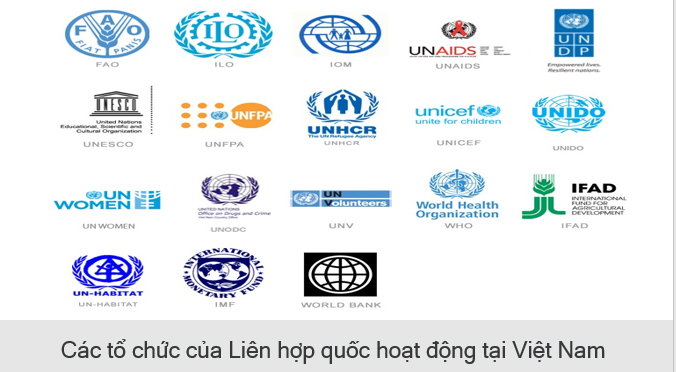 FAO
FIAT PANIS
FAO
ILO
ILO
IOM
UNAIDS
UNAIDS
U N
D P
Empowered lives.
Resilient nations.
UNESCO
United Nations
Educational, Scientific and
Cultural Organization
UNESCO
UNFPA
UNFPA
UNHCR
The UN Refugee Agency
UNHCR
unicef
unite for children
UNICEF
UNIDO
UNIDO
UN
WOMEN
UN WOMEN
UNITED NATIONS
Office on Drugs and Crime
UNODC
UN
Volunteers
UNV
World Health
Organization
WHO
IFAD
INTERNATIONAL
FUND FOR
AGRICULTURAL
DEVELOPMENT
IFAD
UN-HABITAT
UN-HABITAT
INTERNATIONAL
MONETARY FUND
IMF
WORLD BANK
Các tổ chức của Liên hợp quốc hoạt động tại Việt Nam